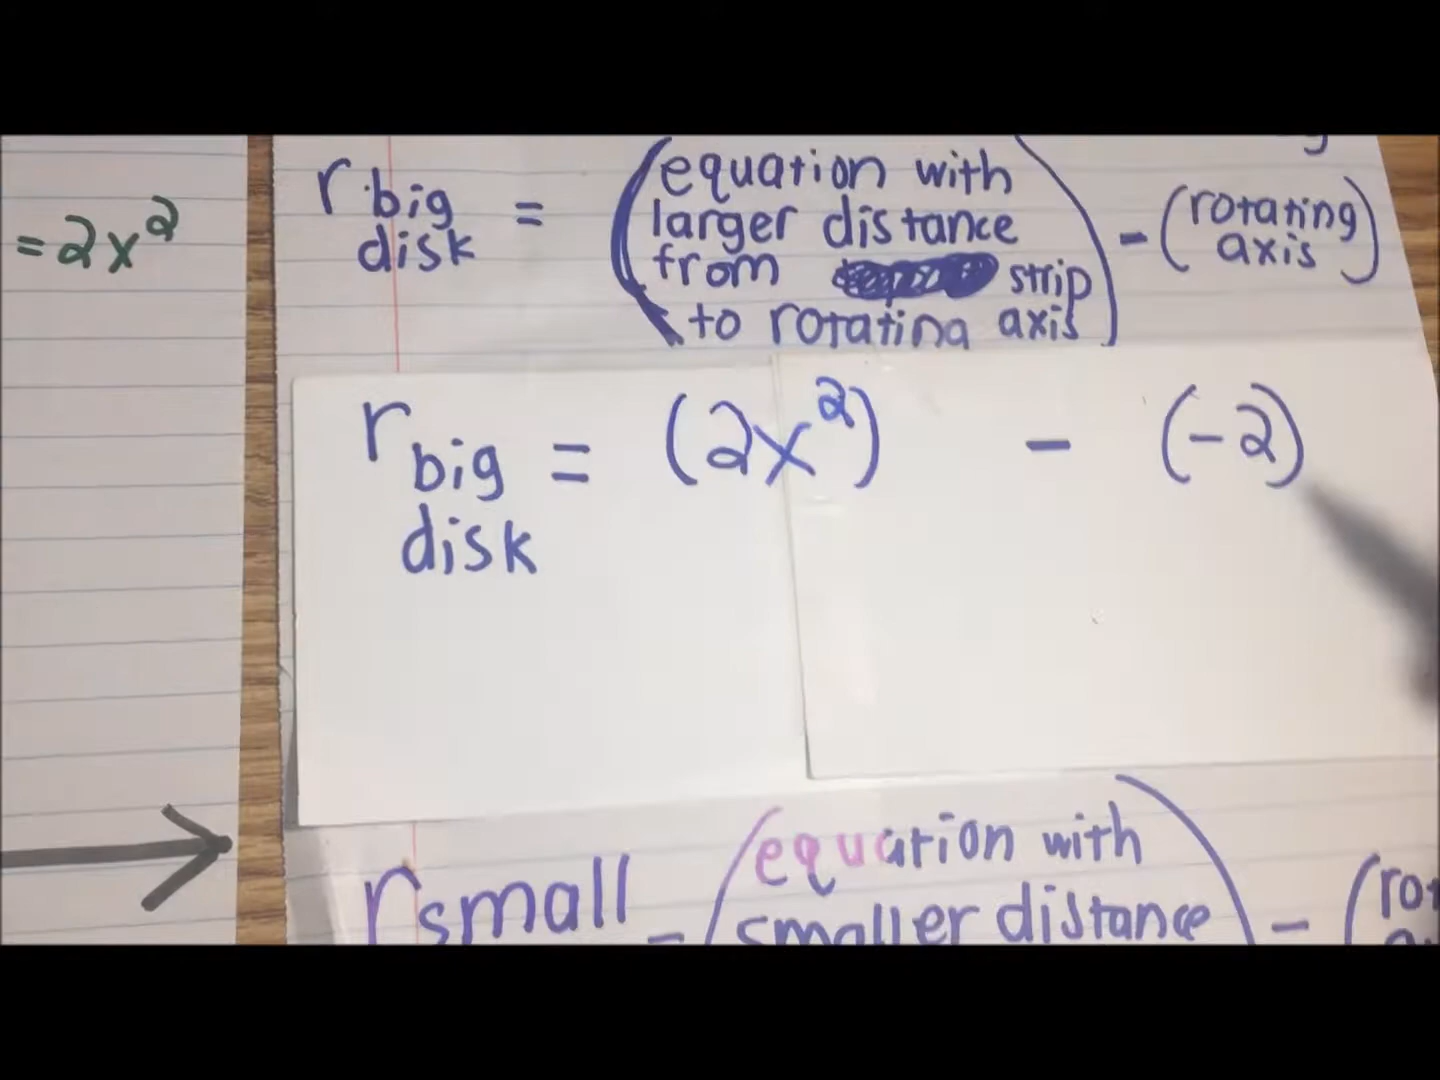 = 2x²
r big disk = (equation with larger distance from strip to rotating axis) - (rotating axis)
r big disk = (2x²) - (-2)
rsmall = (equation with smaller distance